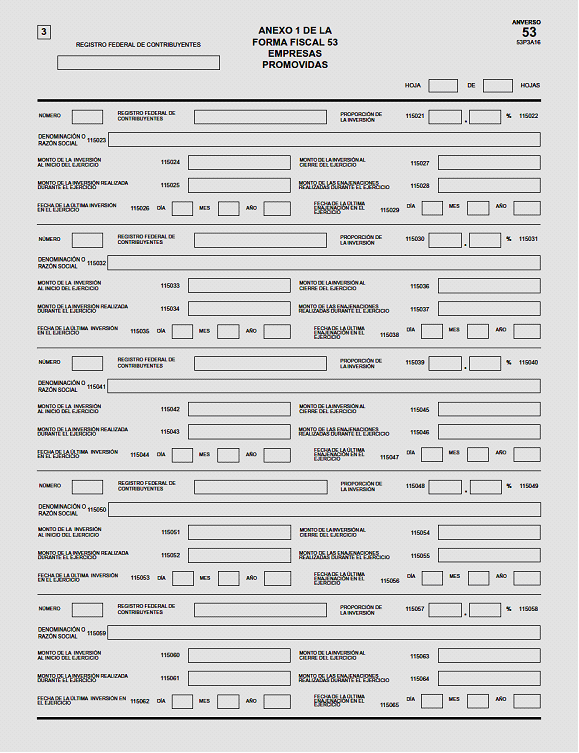 ANVERSO
3
ANEXO 1 DE LA
53
REGISTRO FEDERAL DE CONTRIBUYENTES
FORMA FISCAL 53
53P3A16
EMPRESAS
PROMOVIDAS
HOJA DE HOJAS
NÚMERO REGISTRO FEDERAL DE CONTRIBUYENTES PROPORCIÓN DE LA INVERSIÓN 115021 . % 115022
DENOMINACIÓN O RAZÓN SOCIAL 115023
MONTO DE LA INVERSIÓN AL INICIO DEL EJERCICIO 115024 MONTO DE LA INVERSIÓN AL CIERRE DEL EJERCICIO 115027
MONTO DE LA INVERSIÓN REALIZADA DURANTE EL EJERCICIO 115025 MONTO DE LAS ENAJENACIONES REALIZADAS DURANTE EL EJERCICIO 115028
FECHA DE LA ÚLTIMA INVERSIÓN EN EL EJERCICIO 115026 DÍA MES AÑO FECHA DE LA ÚLTIMA ENAJENACIÓN EN EL EJERCICIO 115029 DÍA MES AÑO
NÚMERO REGISTRO FEDERAL DE CONTRIBUYENTES PROPORCIÓN DE LA INVERSIÓN 115030 . % 115031
DENOMINACIÓN O RAZÓN SOCIAL 115032
MONTO DE LA INVERSIÓN AL INICIO DEL EJERCICIO 115033 MONTO DE LA INVERSIÓN AL CIERRE DEL EJERCICIO 115036
MONTO DE LA INVERSIÓN REALIZADA DURANTE EL EJERCICIO 115034 MONTO DE LAS ENAJENACIONES REALIZADAS DURANTE EL EJERCICIO 115037
FECHA DE LA ÚLTIMA INVERSIÓN EN EL EJERCICIO 115035 DÍA MES AÑO FECHA DE LA ÚLTIMA ENAJENACIÓN EN EL EJERCICIO 115038 DÍA MES AÑO
NÚMERO REGISTRO FEDERAL DE CONTRIBUYENTES PROPORCIÓN DE LA INVERSIÓN 115039 . % 115040
DENOMINACIÓN O RAZÓN SOCIAL 115041
MONTO DE LA INVERSIÓN AL INICIO DEL EJERCICIO 115042 MONTO DE LA INVERSIÓN AL CIERRE DEL EJERCICIO 115045
MONTO DE LA INVERSIÓN REALIZADA DURANTE EL EJERCICIO 115043 MONTO DE LAS ENAJENACIONES REALIZADAS DURANTE EL EJERCICIO 115046
FECHA DE LA ÚLTIMA INVERSIÓN EN EL EJERCICIO 115044 DÍA MES AÑO FECHA DE LA ÚLTIMA ENAJENACIÓN EN EL EJERCICIO 115047 DÍA MES AÑO
NÚMERO REGISTRO FEDERAL DE CONTRIBUYENTES PROPORCIÓN DE LA INVERSIÓN 115048 . % 115049
DENOMINACIÓN O RAZÓN SOCIAL 115050
MONTO DE LA INVERSIÓN AL INICIO DEL EJERCICIO 115051 MONTO DE LA INVERSIÓN AL CIERRE DEL EJERCICIO 115054
MONTO DE LA INVERSIÓN REALIZADA DURANTE EL EJERCICIO 115052 MONTO DE LAS ENAJENACIONES REALIZADAS DURANTE EL EJERCICIO 115055
FECHA DE LA ÚLTIMA INVERSIÓN EN EL EJERCICIO 115053 DÍA MES AÑO FECHA DE LA ÚLTIMA ENAJENACIÓN EN EL EJERCICIO 115056 DÍA MES AÑO
NÚMERO REGISTRO FEDERAL DE CONTRIBUYENTES PROPORCIÓN DE LA INVERSIÓN 115057 . % 115058
DENOMINACIÓN O RAZÓN SOCIAL 115059
MONTO DE LA INVERSIÓN AL INICIO DEL EJERCICIO 115060 MONTO DE LA INVERSIÓN AL CIERRE DEL EJERCICIO 115063
MONTO DE LA INVERSIÓN REALIZADA DURANTE EL EJERCICIO 115061 MONTO DE LAS ENAJENACIONES REALIZADAS DURANTE EL EJERCICIO 115064
FECHA DE LA ÚLTIMA INVERSIÓN EN EL EJERCICIO 115062 DÍA MES AÑO FECHA DE LA ÚLTIMA ENAJENACIÓN EN EL EJERCICIO 115065 DÍA MES AÑO